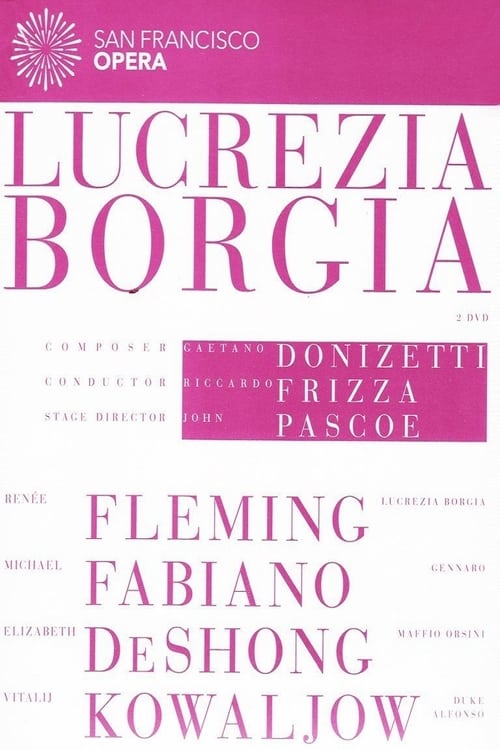 SAN FRANCISCO
OPERA
LUCREZIA
BORGIA
2 DVD
COMPOSER GAETANO DONIZETTI
CONDUCTOR RICCARDO FRIZZA
STAGE DIRECTOR JOHN PASCOE
RENÉE FLEMING LUCREZIA BORGIA
MICHAEL FABIANO GENNARO
ELIZABETH DESHONG MAFFIO ORSINI
VITALIJ KOWALJOW DUKE
ALFONSO